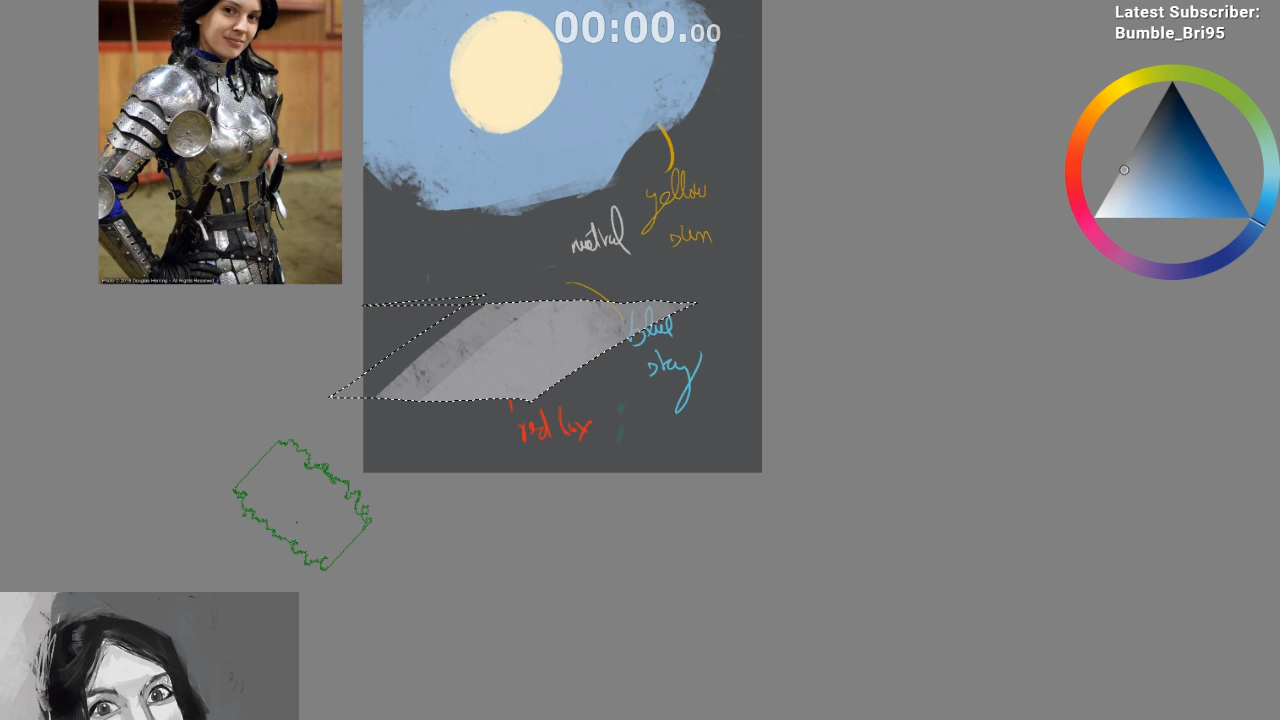 00:00.00
Latest Subscriber:
Bumble_Bri95
yellow
sun
neutral
blue
sky
red lux